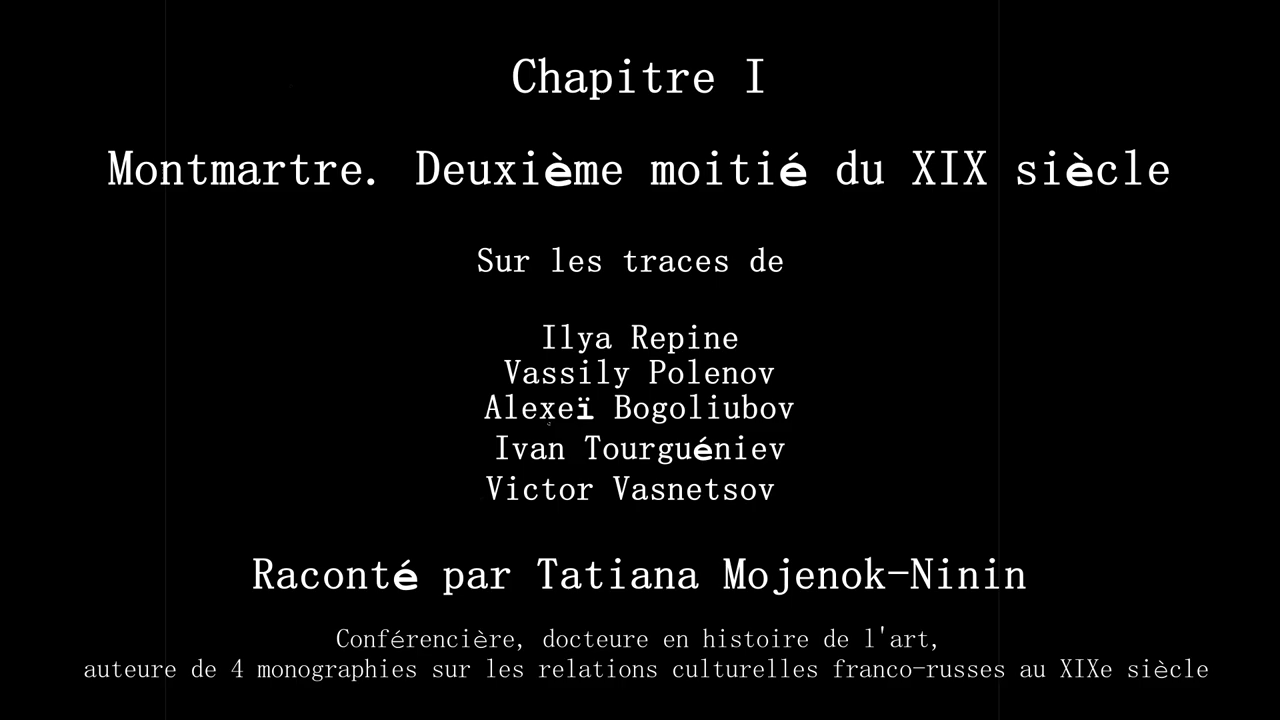 Chapitre I
Montmartre. Deuxième moitié du XIX siècle
Sur les traces de
Ilya Repine
Vassily Polenov
Alexeï Bogoliubov
Ivan Tourguéniev
Victor Vasnetsov
Raconté par Tatiana Mojenok-Ninin
Conférencière, docteure en histoire de l'art,
auteure de 4 monographies sur les relations culturelles franco-russes au XIXe siècle